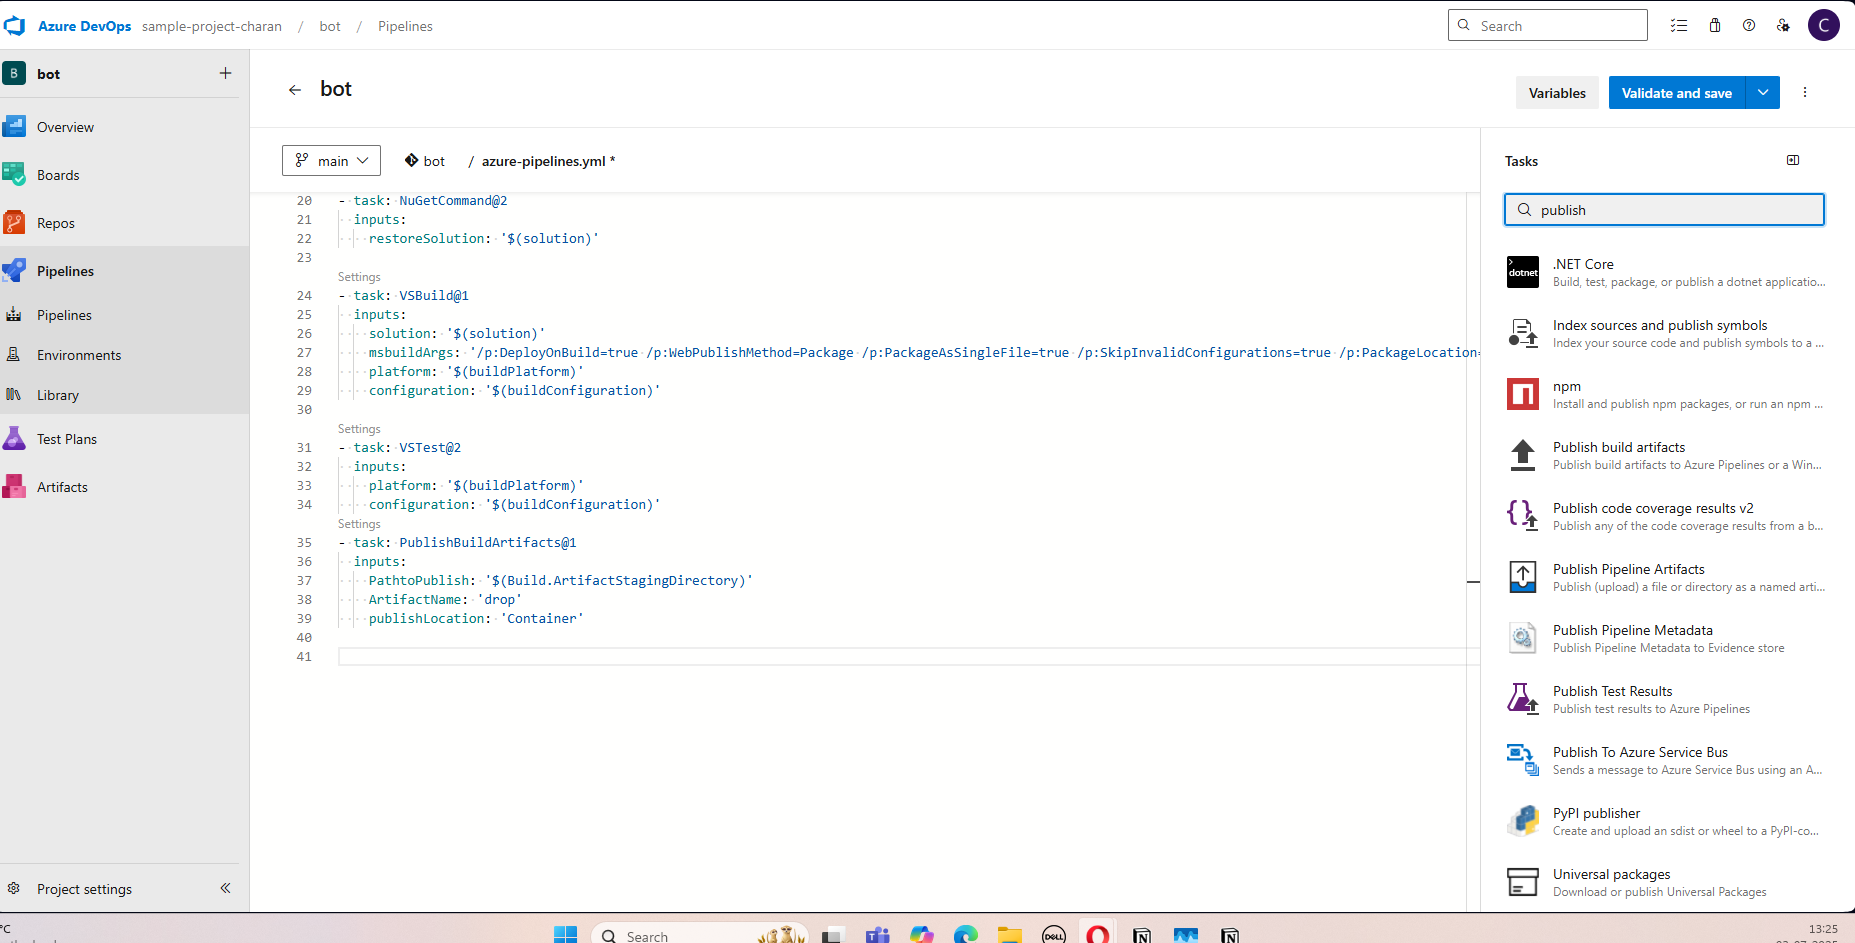 Azure DevOps sample-project-charan / bot / Pipelines
Search
C
B bot
Overview
Boards
Repos
Pipelines
Pipelines
Environments
Library
Test Plans
Artifacts
Project settings
bot
Variables
Validate and save
main
bot / azure-pipelines.yml *
20 - task: NuGetCommand@2
21 inputs:
22 restoreSolution: '$(solution)'
23
Settings
24 - task: VSBuild@1
25 inputs:
26 solution: '$(solution)'
27 msbuildArgs: '/p:DeployOnBuild=true /p:WebPublishMethod=Package /p:PackageAsSingleFile=true /p:SkipInvalidConfigurations=true /p:PackageLocation=
28 platform: '$(buildPlatform)'
29 configuration: '$(buildConfiguration)'
30
Settings
31 - task: VSTest@2
32 inputs:
33 platform: '$(buildPlatform)'
34 configuration: '$(buildConfiguration)'
Settings
35 - task: PublishBuildArtifacts@1
36 inputs:
37 PathtoPublish: '$(Build.ArtifactStagingDirectory)'
38 ArtifactName: 'drop'
39 publishLocation: 'Container'
40
41
Tasks
publish
dotnet
.NET Core
Build, test, package, or publish a dotnet applicatio...
Index sources and publish symbols
Index your source code and publish symbols to a ...
npm
Install and publish npm packages, or run an npm ...
Publish build artifacts
Publish build artifacts to Azure Pipelines or a Win...
Publish code coverage results v2
Publish any of the code coverage results from a b...
Publish Pipeline Artifacts
Publish (upload) a file or directory as a named arti...
Publish Pipeline Metadata
Publish Pipeline Metadata to Evidence store
Publish Test Results
Publish test results to Azure Pipelines
Publish To Azure Service Bus
Sends a message to Azure Service Bus using an A...
PyPI publisher
Create and upload an sdist or wheel to a PyPI-co...
Universal packages
Download or publish Universal Packages
°C
Search
DELL
13:25